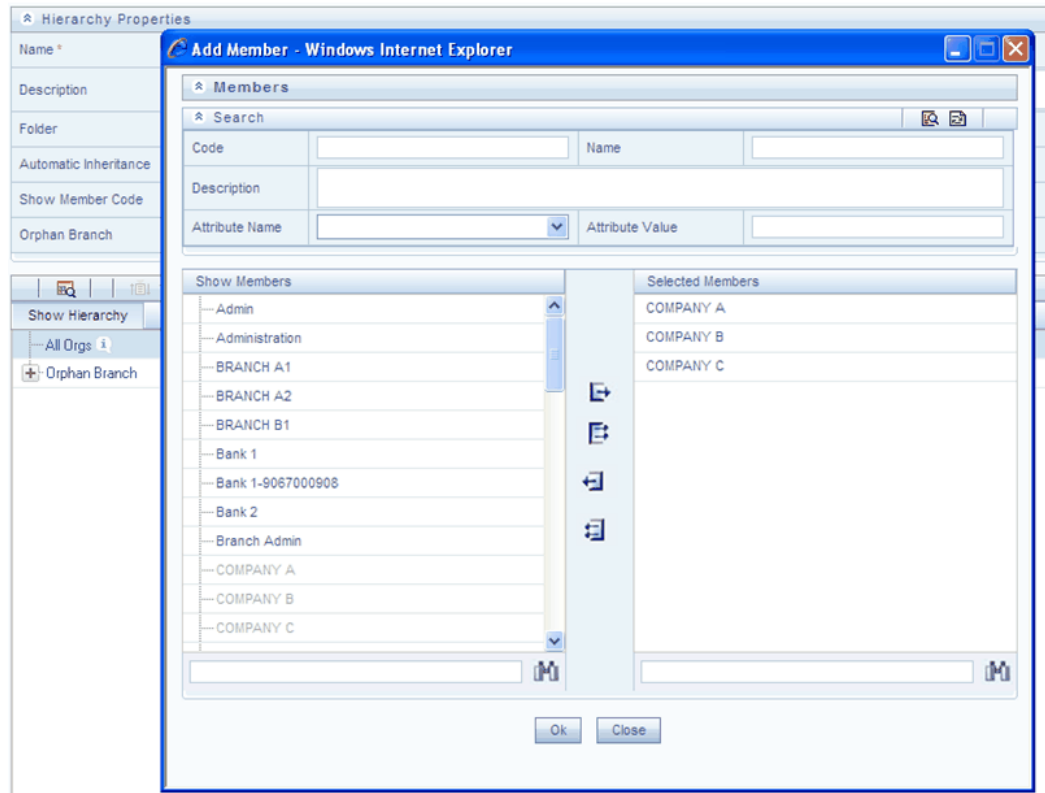 Hierarchy Properties
Name *
Description
Folder
Automatic Inheritance
Show Member Code
Orphan Branch
Show Hierarchy
All Orgs
Orphan Branch
Add Member - Windows Internet Explorer
Members
Search
Code
Name
Description
Attribute Name
Attribute Value
Show Members
Admin
Administration
BRANCH A1
BRANCH A2
BRANCH B1
Bank 1
Bank 1-9067000908
Bank 2
Branch Admin
COMPANY A
COMPANY B
COMPANY C
Selected Members
COMPANY A
COMPANY B
COMPANY C
Ok
Close